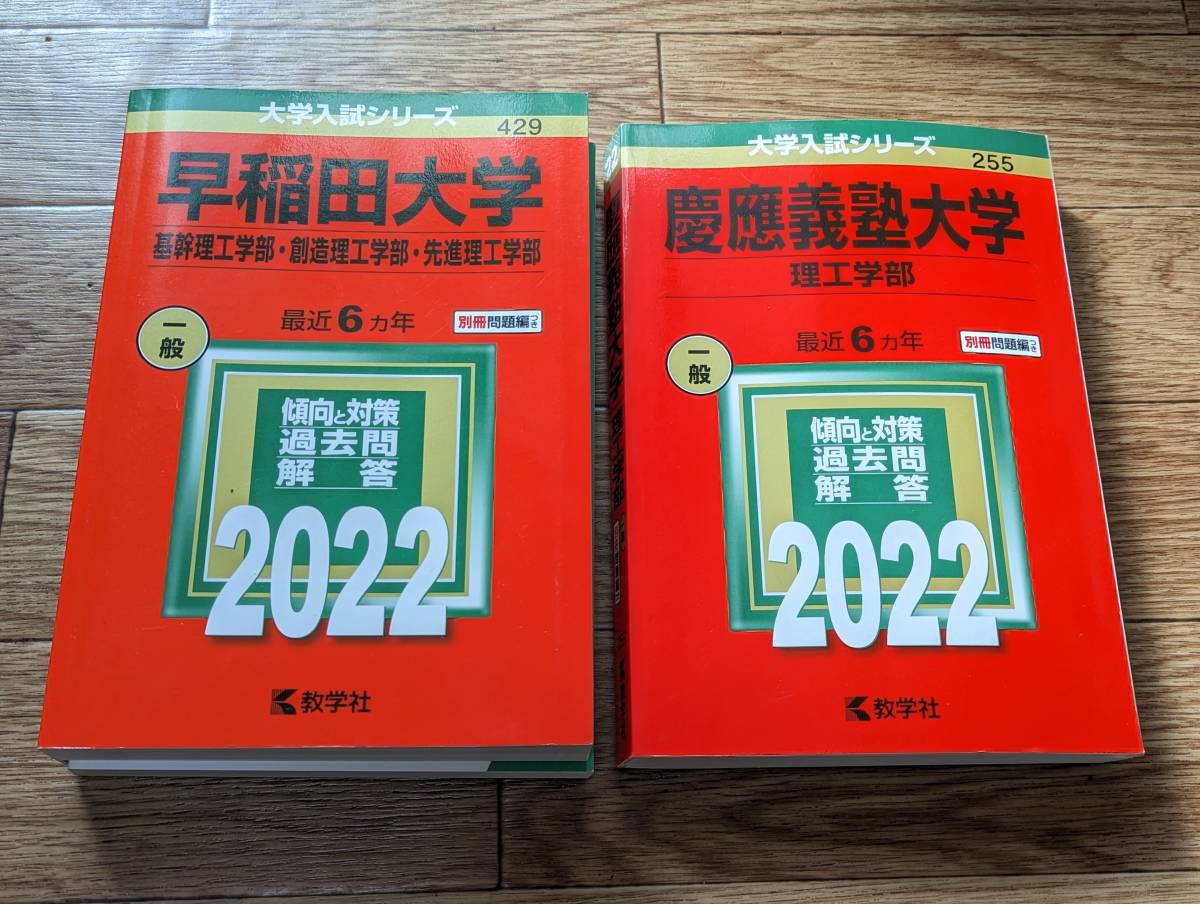 大学入試シリーズ
429
早稲田大学
基幹理工学部・創造理工学部・先進理工学部
一般
最近6カ年
別冊問題編つき
傾向と対策
過去問
解答
2022
教学社
大学入試シリーズ
255
慶應義塾大学
理工学部
一般
最近6カ年
別冊問題編つき
傾向と対策
過去問
解答
2022
教学社